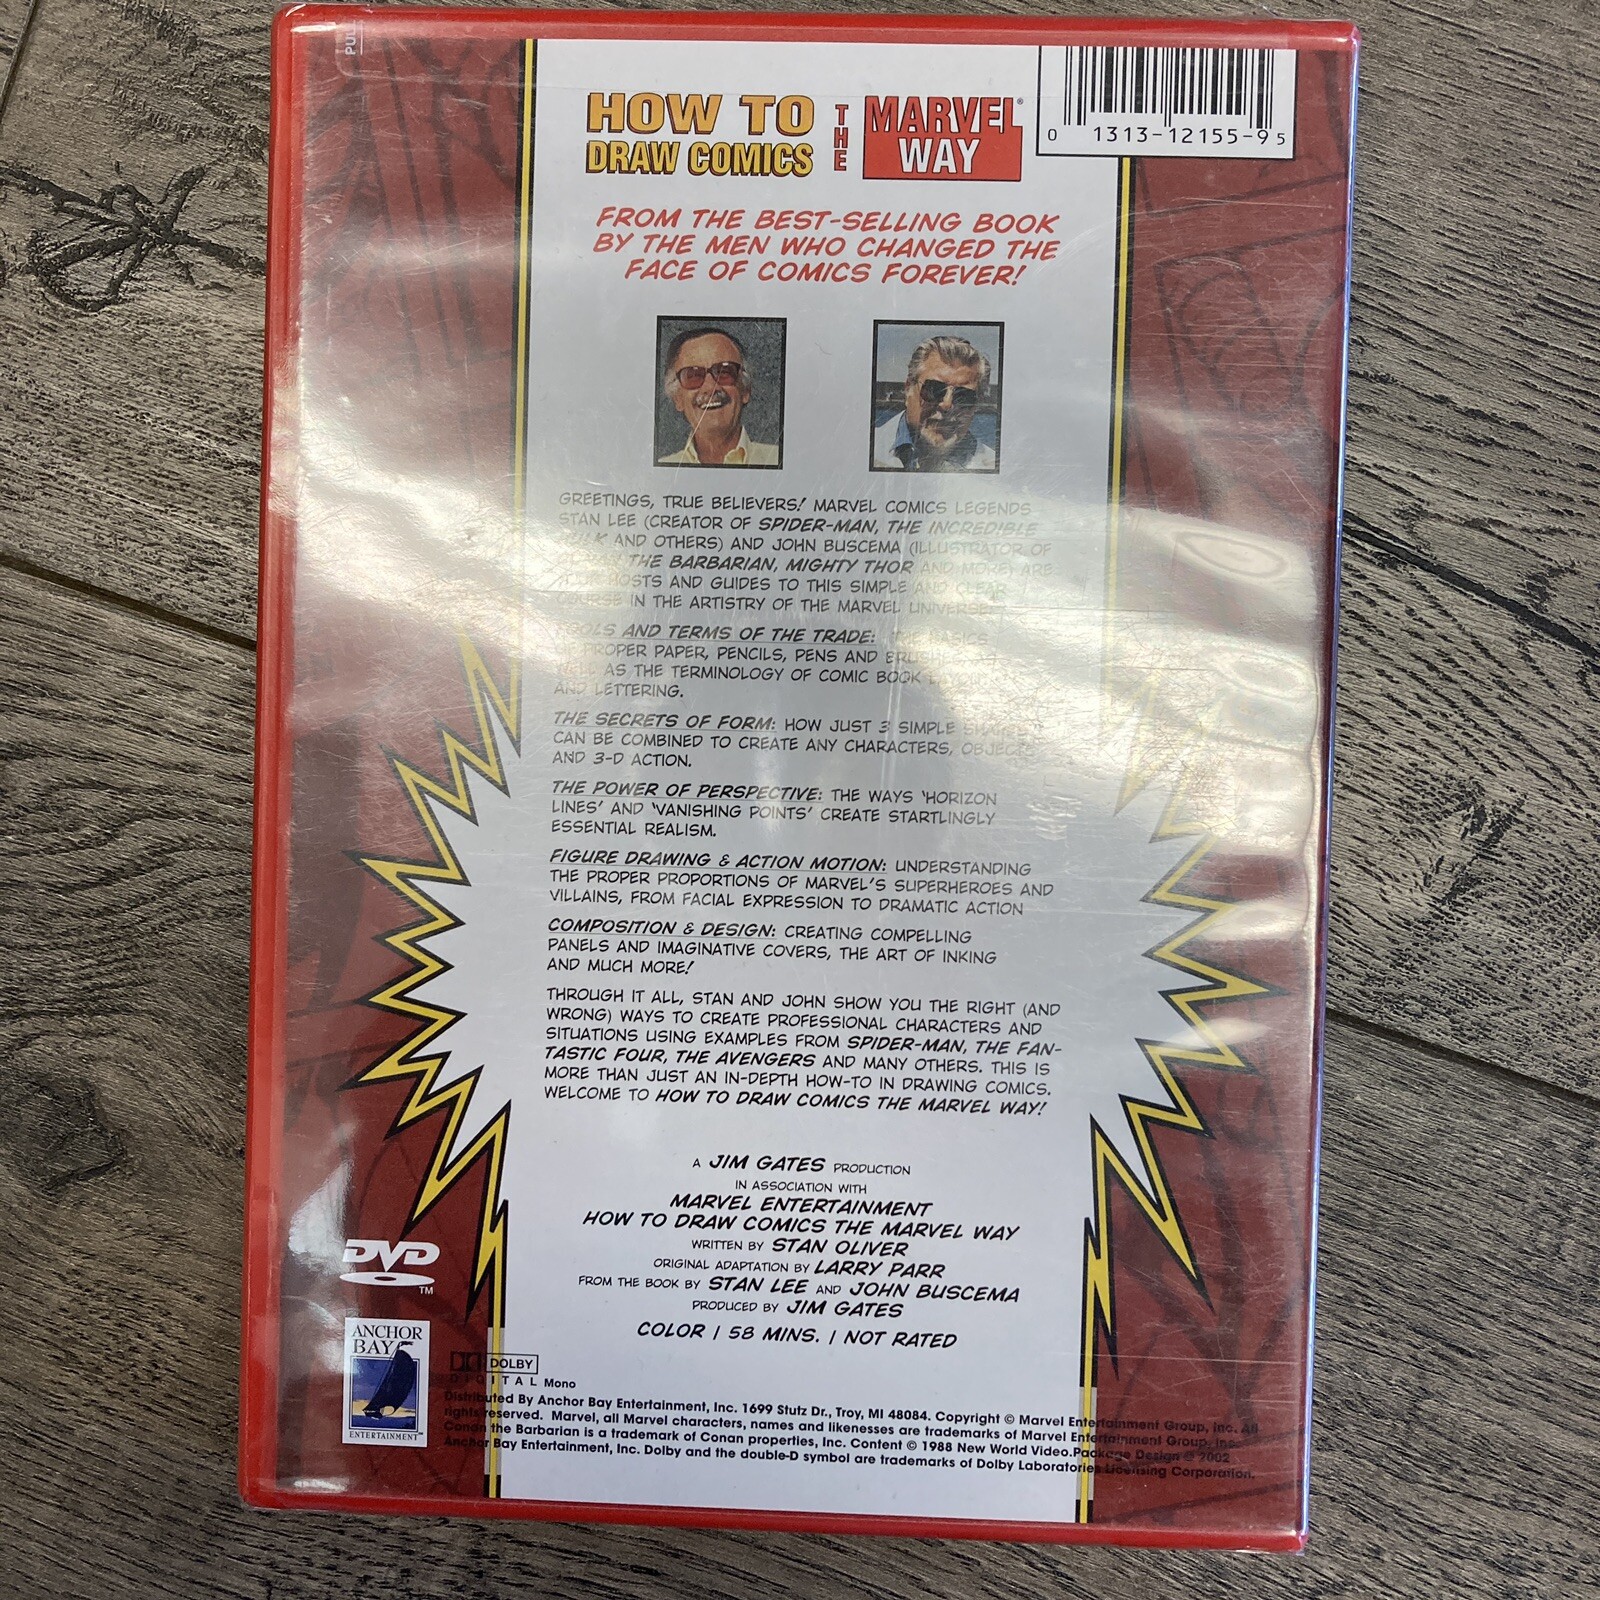 PUL
0 1313-12155-9 5
HOW TO
DRAW COMICS
THE
MARVEL®
WAY
FROM THE BEST-SELLING BOOK
BY THE MEN WHO CHANGED THE
FACE OF COMICS FOREVER!
GREETINGS, TRUE BELIEVERS! MARVEL COMICS LEGENDS
STAN LEE (CREATOR OF SPIDER-MAN, THE INCREDIBLE
HULK AND OTHERS) AND JOHN BUSCEMA (ILLUSTRATOR OF
CONAN THE BARBARIAN, MIGHTY THOR AND MORE) ARE
YOUR HOSTS AND GUIDES TO THIS SIMPLE AND CLEAR
COURSE IN THE ARTISTRY OF THE MARVEL UNIVERSE
TOOLS AND TERMS OF THE TRADE: THE BASICS
OF PROPER PAPER, PENCILS, PENS AND BRUSHES
WELL AS THE TERMINOLOGY OF COMIC BOOK LAYOUT
AND LETTERING.
THE SECRETS OF FORM: HOW JUST 3 SIMPLE
CAN BE COMBINED TO CREATE ANY CHARACTERS, OBJECTS
AND 3-D ACTION.
THE POWER OF PERSPECTIVE: THE WAYS 'HORIZON
LINES' AND 'VANISHING POINTS' CREATE STARTLINGLY
ESSENTIAL REALISM.
FIGURE DRAWING & ACTION MOTION: UNDERSTANDING
THE PROPER PROPORTIONS OF MARVEL'S SUPERHEROES AND
VILLAINS, FROM FACIAL EXPRESSION TO DRAMATIC ACTION
COMPOSITION & DESIGN: CREATING COMPELLING
PANELS AND IMAGINATIVE COVERS, THE ART OF INKING
AND MUCH MORE!
THROUGH IT ALL, STAN AND JOHN SHOW YOU THE RIGHT (AND
WRONG) WAYS TO CREATE PROFESSIONAL CHARACTERS AND
SITUATIONS USING EXAMPLES FROM SPIDER-MAN, THE FAN-
TASTIC FOUR, THE AVENGERS AND MANY OTHERS. THIS IS
MORE THAN JUST AN IN-DEPTH HOW-TO IN DRAWING COMICS.
WELCOME TO HOW TO DRAW COMICS THE MARVEL WAY!
A JIM GATES PRODUCTION
IN ASSOCIATION WITH
MARVEL ENTERTAINMENT
HOW TO DRAW COMICS THE MARVEL WAY
WRITTEN BY STAN OLIVER
ORIGINAL ADAPTATION BY LARRY PARR
FROM THE BOOK BY STAN LEE AND JOHN BUSCEMA
PRODUCED BY JIM GATES
COLOR | 58 MINS. | NOT RATED
DVD
TM
ANCHOR
BAY
ENTERTAINMENT™
DOLBY
DIGITAL Mono
Distributed By Anchor Bay Entertainment, Inc. 1699 Stutz Dr., Troy, MI 48084. Copyright © Marvel Entertainment Group, Inc. All
rights reserved. Marvel, all Marvel characters, names and likenesses are trademarks of Marvel Entertainment Group, Inc.
Conan the Barbarian is a trademark of Conan properties, Inc. Content © 1988 New World Video. Package Design © 2002
Anchor Bay Entertainment, Inc. Dolby and the double-D symbol are trademarks of Dolby Laboratories Licensing Corporation.